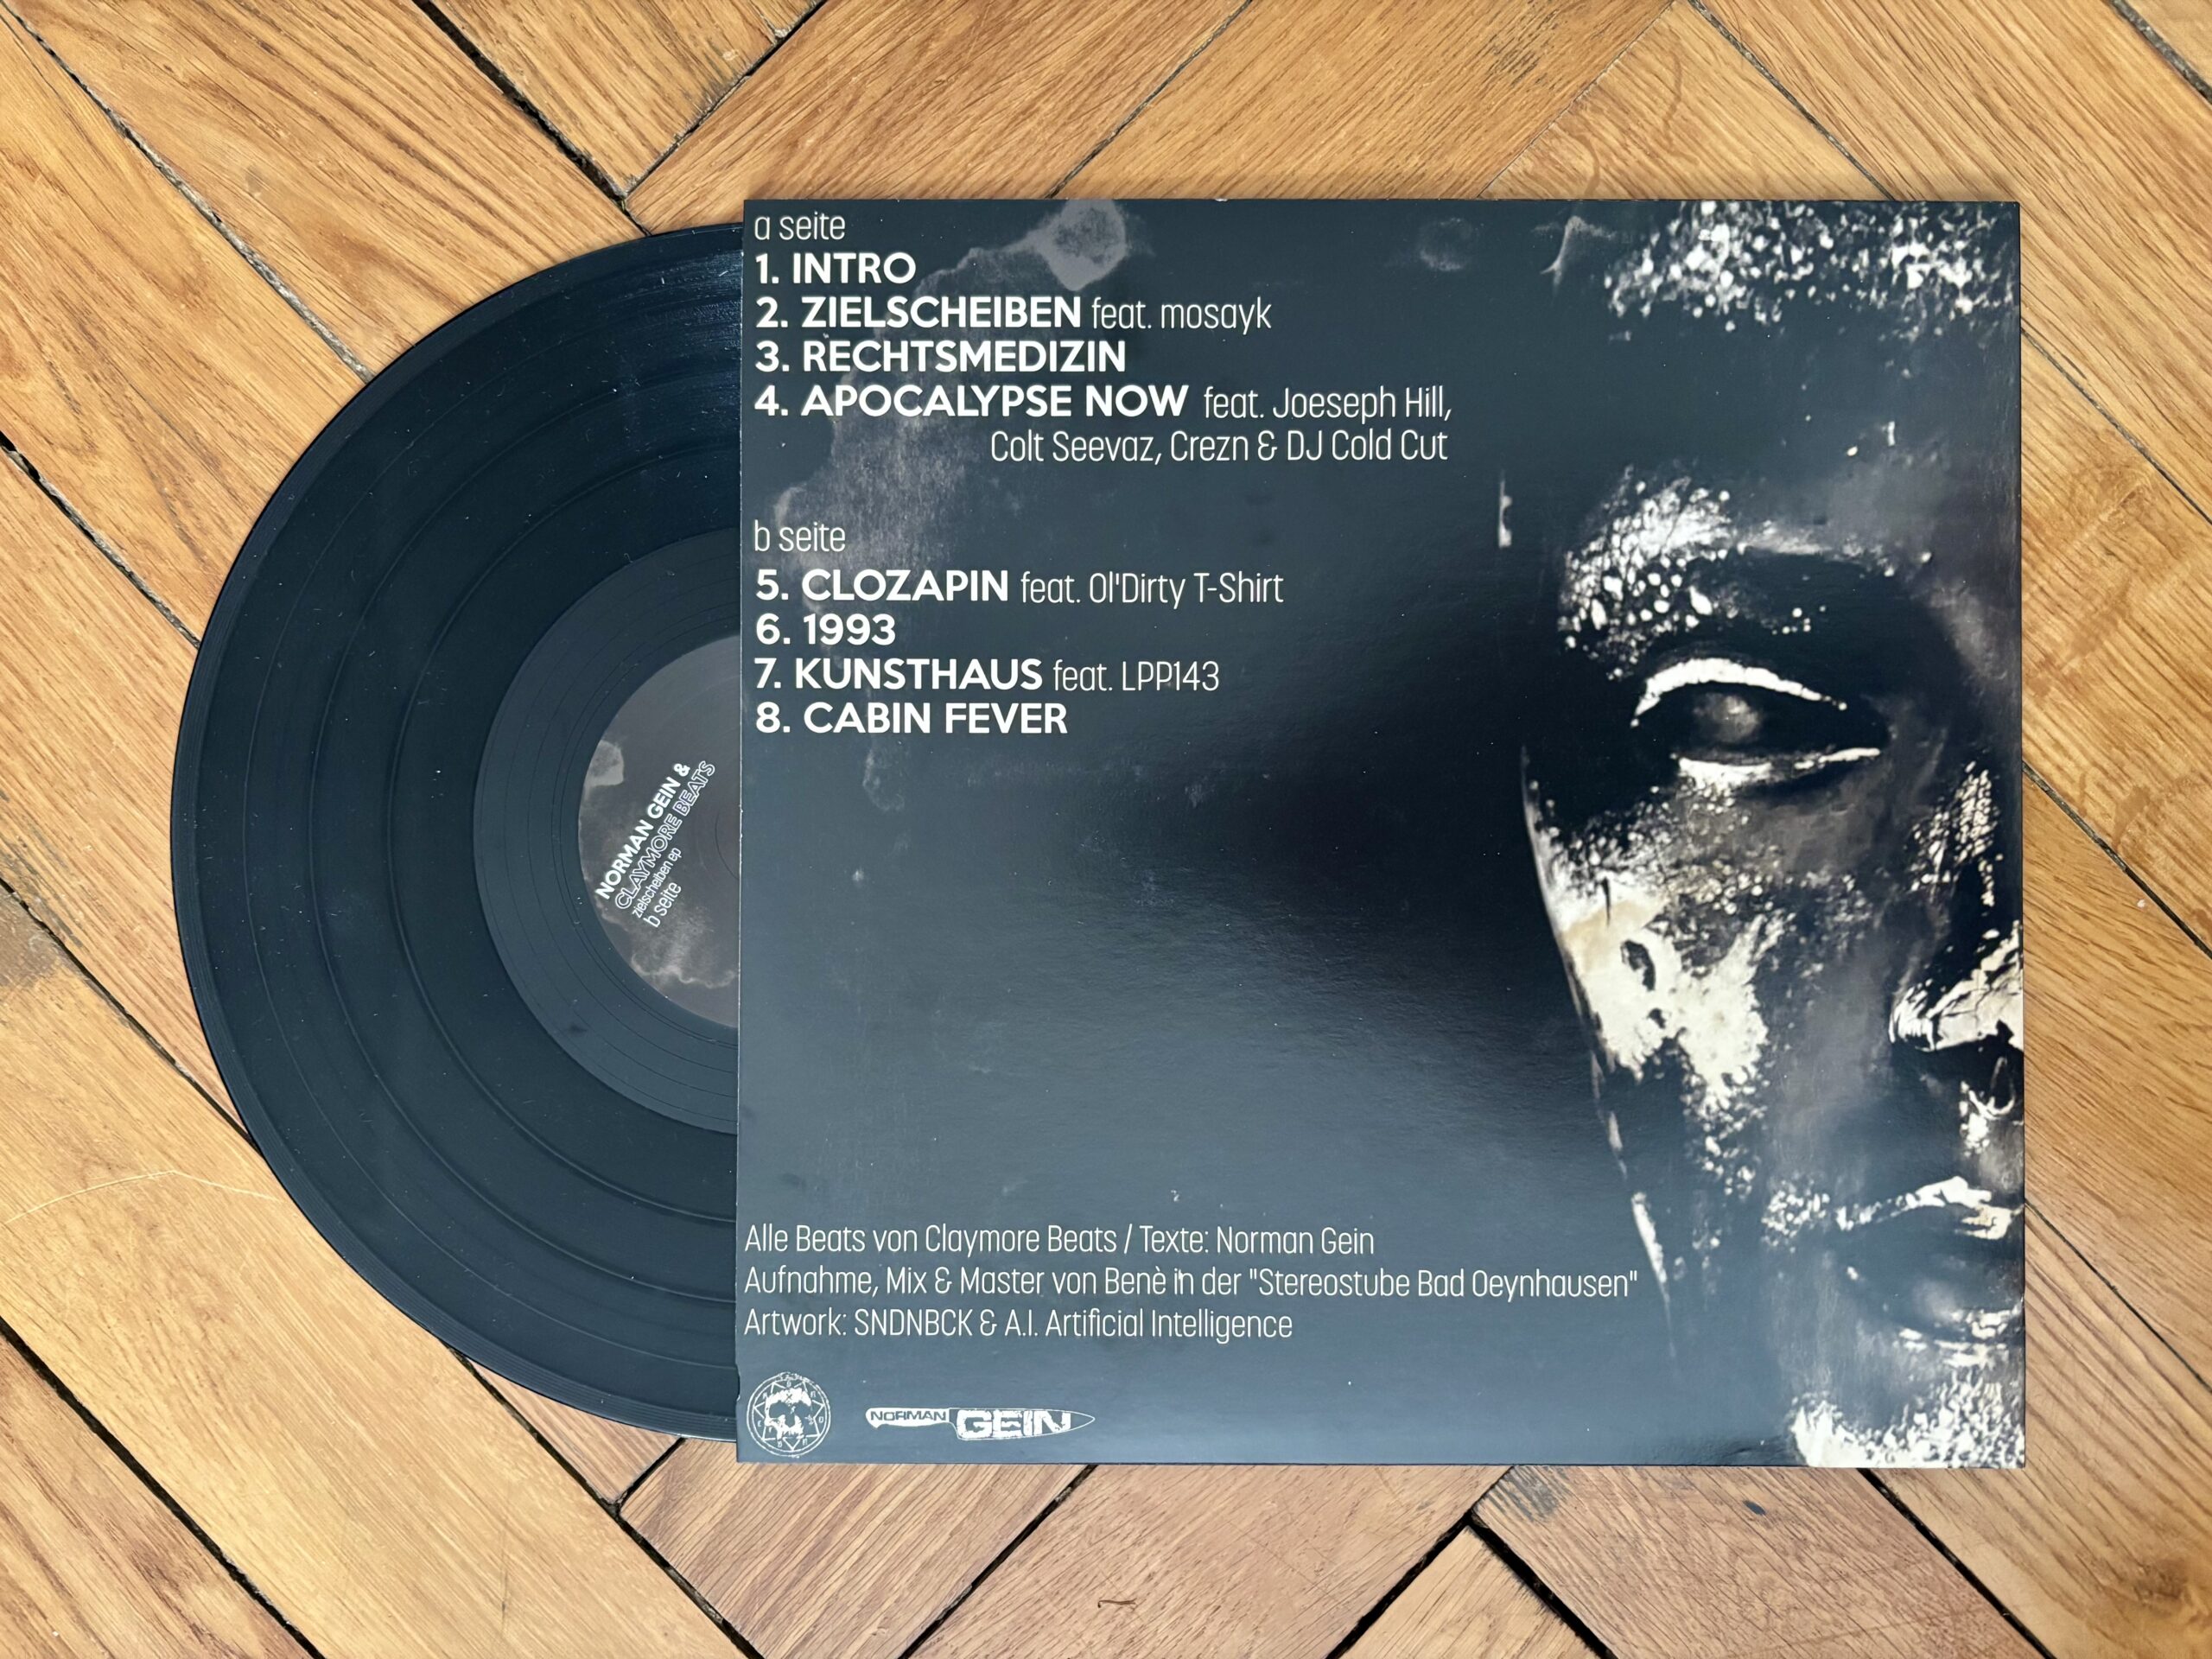 a seite
1. INTRO
2. ZIELSCHEIBEN feat. mosayk
3. RECHTSMEDIZIN
4. APOCALYPSE NOW feat. Joeseph Hill,
Colt Seevaz, Crezn & DJ Cold Cut
b seite
5. CLOZAPIN feat. Ol'Dirty T-Shirt
6. 1993
7. KUNSTHAUS feat. LPP143
8. CABIN FEVER
NORMAN GEIN &
CLAYMORE BEATS
zielscheiben ep
b seite
Alle Beats von Claymore Beats / Texte: Norman Gein
Aufnahme, Mix & Master von Benè in der "Stereostube Bad Oeynhausen"
Artwork: SNDNBCK & A.I. Artificial Intelligence
NORMAN GEIN